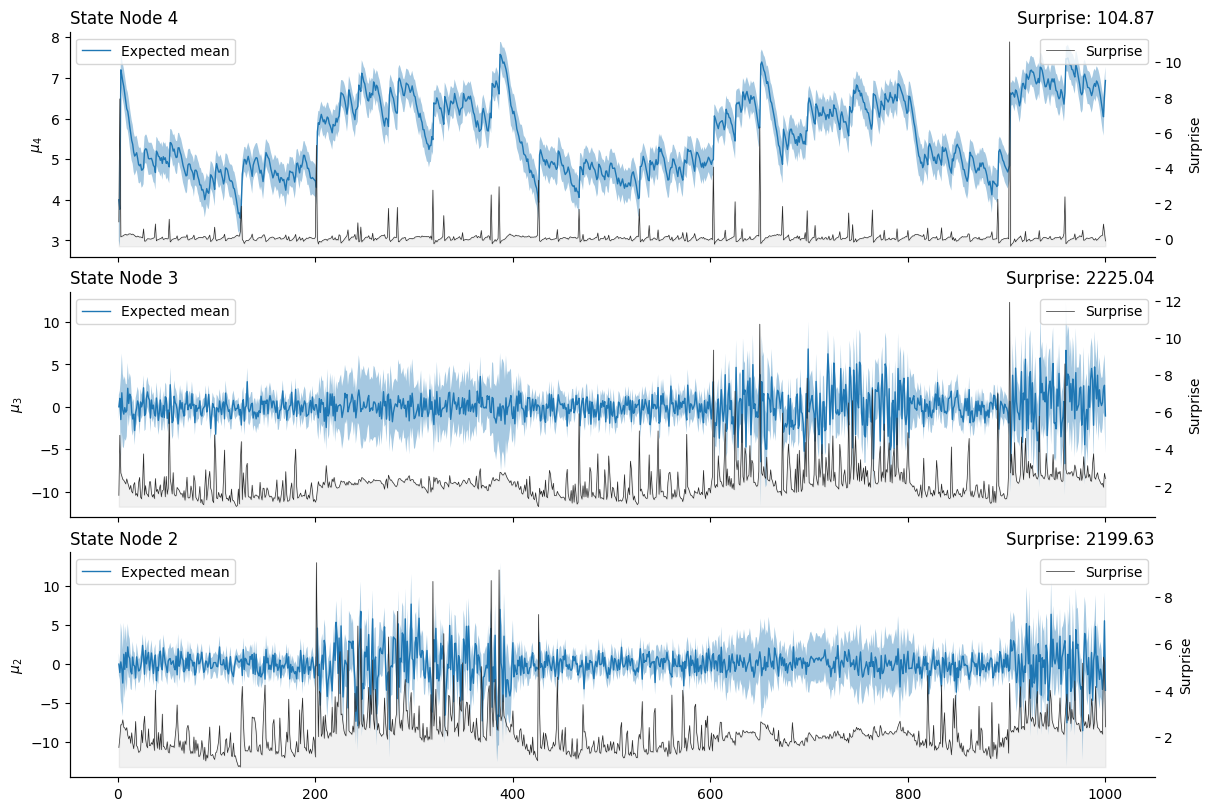 State Node 4 Surprise: 104.87
Expected mean
Surprise
8
7
6
5
4
3
μ4
10
8
6
4
2
0
Surprise
State Node 3 Surprise: 2225.04
Expected mean
Surprise
10
5
0
−5
−10
μ3
12
10
8
6
4
2
Surprise
State Node 2 Surprise: 2199.63
Expected mean
Surprise
10
5
0
−5
−10
μ2
8
6
4
2
Surprise
0 200 400 600 800 1000